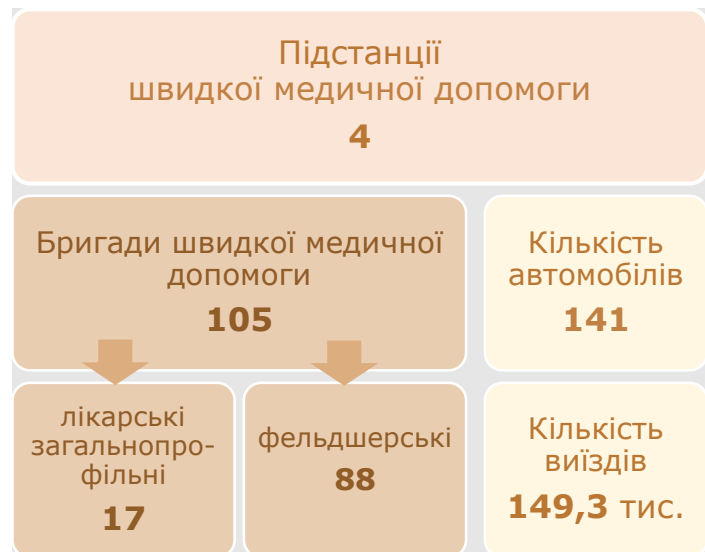 Підстанції
швидкої медичної допомоги
4
Бригади швидкої медичної
допомоги
105
Кількість
автомобілів
141
лікарські
загальнопро-
фільні
17
фельдшерські
88
Кількість
виїздів
149,3 тис.